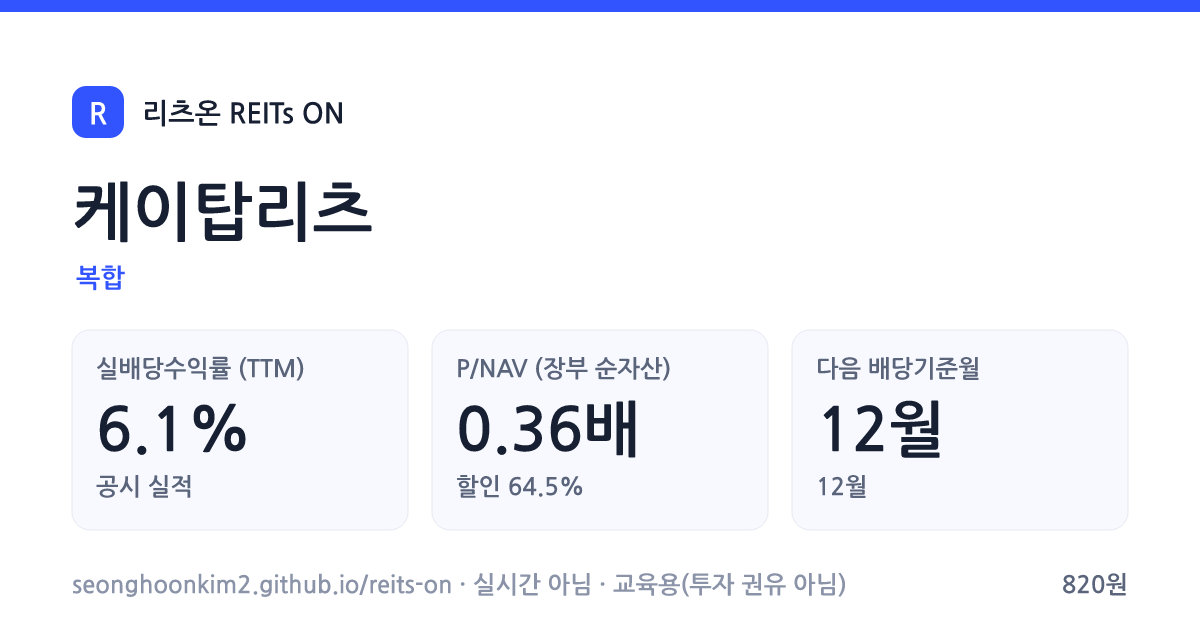 R 리츠온 REITs ON
케이탑리츠
복합
실배당수익률 (TTM)
6.1%
공시 실적
P/NAV (장부 순자산)
0.36배
할인 64.5%
다음 배당기준월
12월
12월
seonghoonkim2.github.io/reits-on · 실시간 아님 · 교육용(투자 권유 아님)
820원